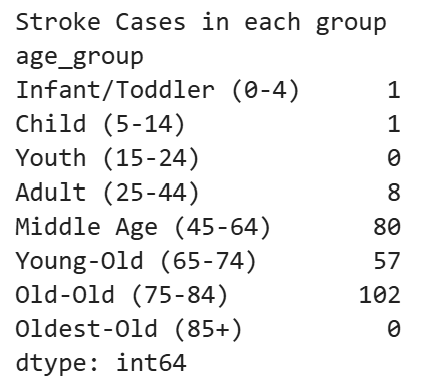 Stroke Cases in each group
age_group
Infant/Toddler (0-4)      1
Child (5-14)              1
Youth (15-24)             0
Adult (25-44)             8
Middle Age (45-64)       80
Young-Old (65-74)        57
Old-Old (75-84)         102
Oldest-Old (85+)          0
dtype: int64